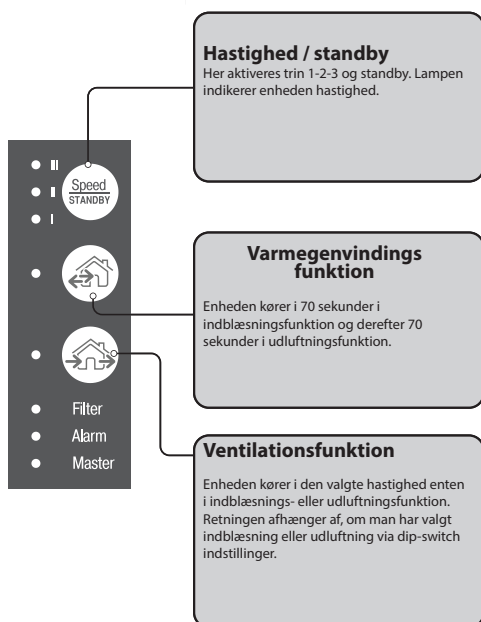 Hastighed / standby
Her aktiveres trin 1-2-3 og standby. Lampen
indikerer enheden hastighed.
III
II
I
Speed
STANDBY
Varmegenvindings
funktion
Enheden kører i 70 sekunder i
indblæsningsfunktion og derefter 70
sekunder i udluftningsfunktion.
Filter
Alarm
Master
Ventilationsfunktion
Enheden kører i den valgte hastighed enten
i indblæsnings- eller udluftningsfunktion.
Retningen afhænger af, om man har valgt
indblæsning eller udluftning via dip-switch
indstillinger.